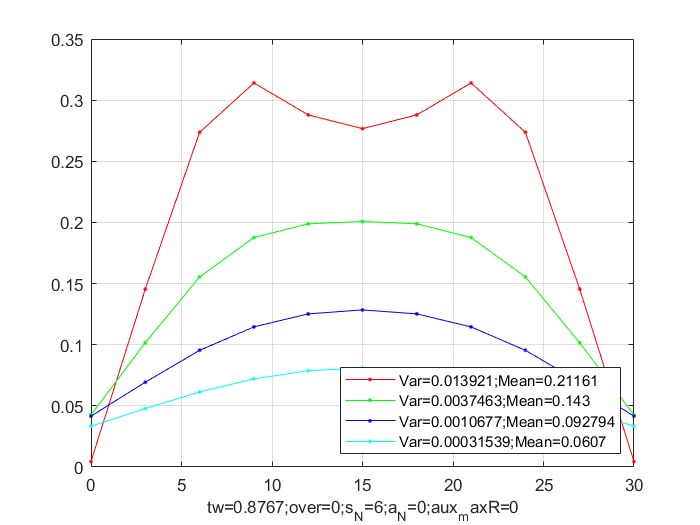 0.35
0.3
0.25
0.2
0.15
0.1
0.05
0
Var=0.013921;Mean=0.21161
Var=0.0037463;Mean=0.143
Var=0.0010677;Mean=0.092794
Var=0.00031539;Mean=0.0607
0 5 10 15 20 25 30
tw=0.8767;over=0;s_N=6;a_N=0;aux_maxR=0